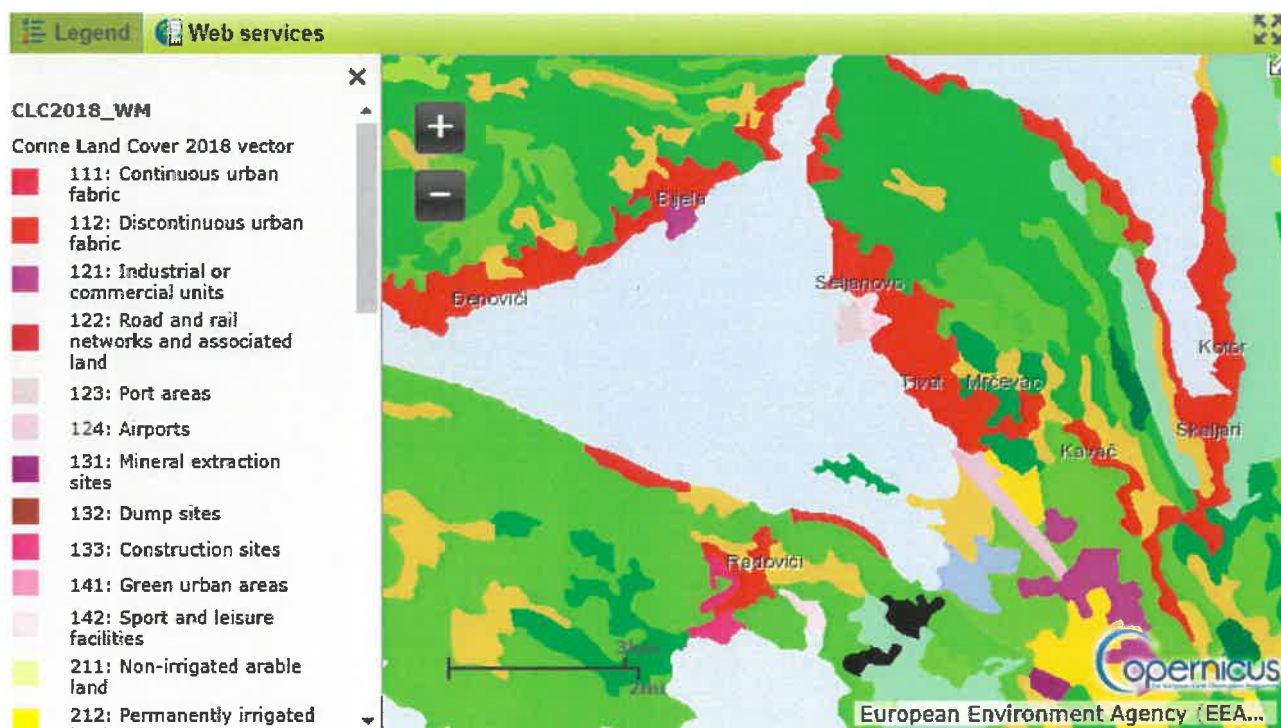 Legend
Web services
CLC2018_WM
Corine Land Cover 2018 vector
111: Continuous urban
fabric
112: Discontinuous urban
fabric
121: Industrial or
commercial units
122: Road and rail
networks and associated
land
123: Port areas
124: Airports
131: Mineral extraction
sites
132: Dump sites
133: Construction sites
141: Green urban areas
142: Sport and leisure
facilities
211: Non-irrigated arable
land
212: Permanently irrigated
+
−
Bijela
Đenovići
Seljanovo
Tivat
Mrčevac
Kotor
Škaljari
Kavač
Radovići
3km
2mi
Copernicus
European Environment Agency (EEA...